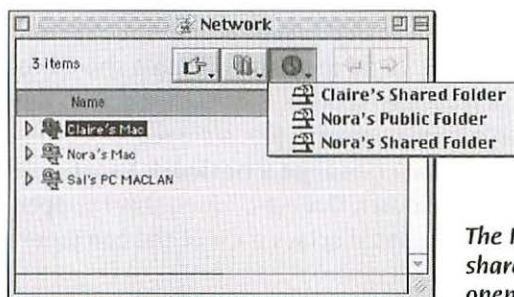 Network
3 items
Name
Claire's Mac
Nora's Mac
Sal's PC MACLAN
Claire's Shared Folder
Nora's Public Folder
Nora's Shared Folder
The
share
open